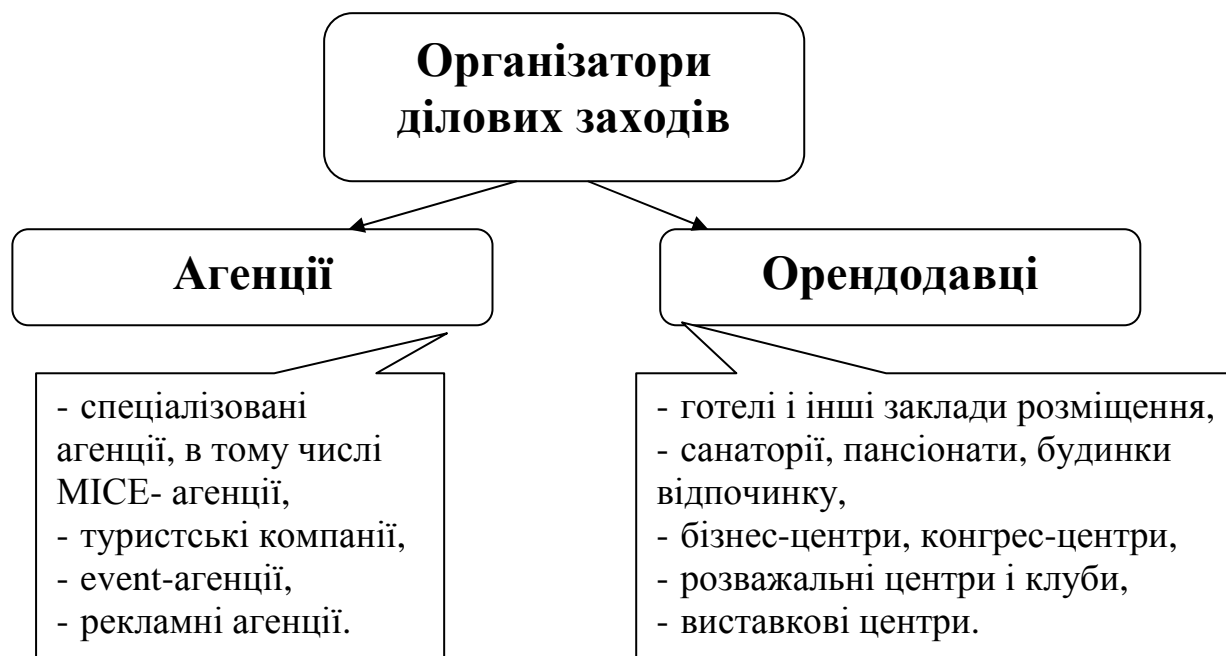 Організатори
ділових заходів
Агенції
Орендодавці
- спеціалізовані
агенції, в тому числі
MICE- агенції,
- туристські компанії,
- event-агенції,
- рекламні агенції.
- готелі і інші заклади розміщення,
- санаторії, пансіонати, будинки
відпочинку,
- бізнес-центри, конгрес-центри,
- розважальні центри і клуби,
- виставкові центри.